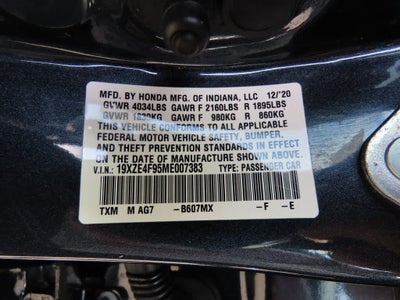 MFD. BY HONDA MFG. OF INDIANA, LLC 12/'20
GVWR 4034LBS GAWR F 2160LBS R 1895LBS
GVWR 1830KG GAWR F 980KG R 860KG
THIS VEHICLE CONFORMS TO ALL APPLICABLE
FEDERAL MOTOR VEHICLE SAFETY, BUMPER,
AND THEFT PREVENTION STANDARDS IN EFFECT ON
THE DATE OF MANUFACTURE SHOWN ABOVE.
V.I.N.: 19XZE4F95ME007383 TYPE: PASSENGER CAR
TXM M AG7 -B607MX -F -E